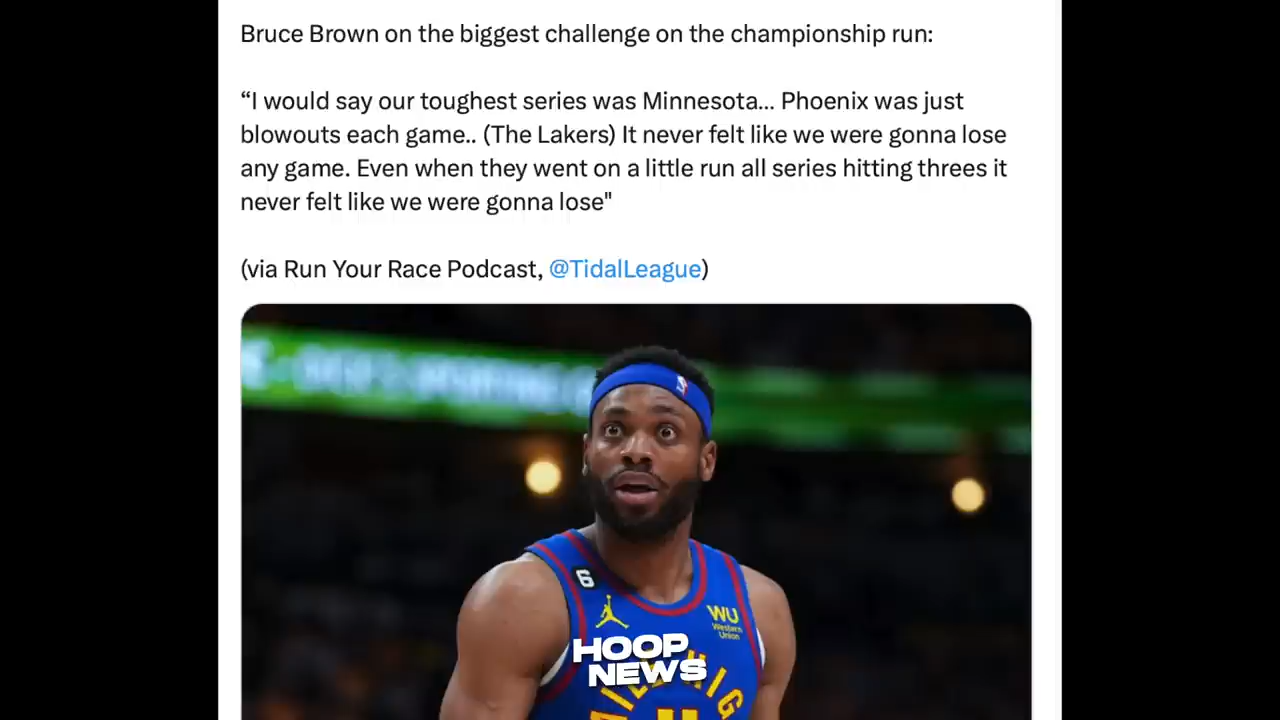 Bruce Brown on the biggest challenge on the championship run:
“I would say our toughest series was Minnesota... Phoenix was just
blowouts each game.. (The Lakers) It never felt like we were gonna lose
any game. Even when they went on a little run all series hitting threes it
never felt like we were gonna lose"
(via Run Your Race Podcast, @TidalLeague)
6
WU
Western
Union
HOOP
NEWS